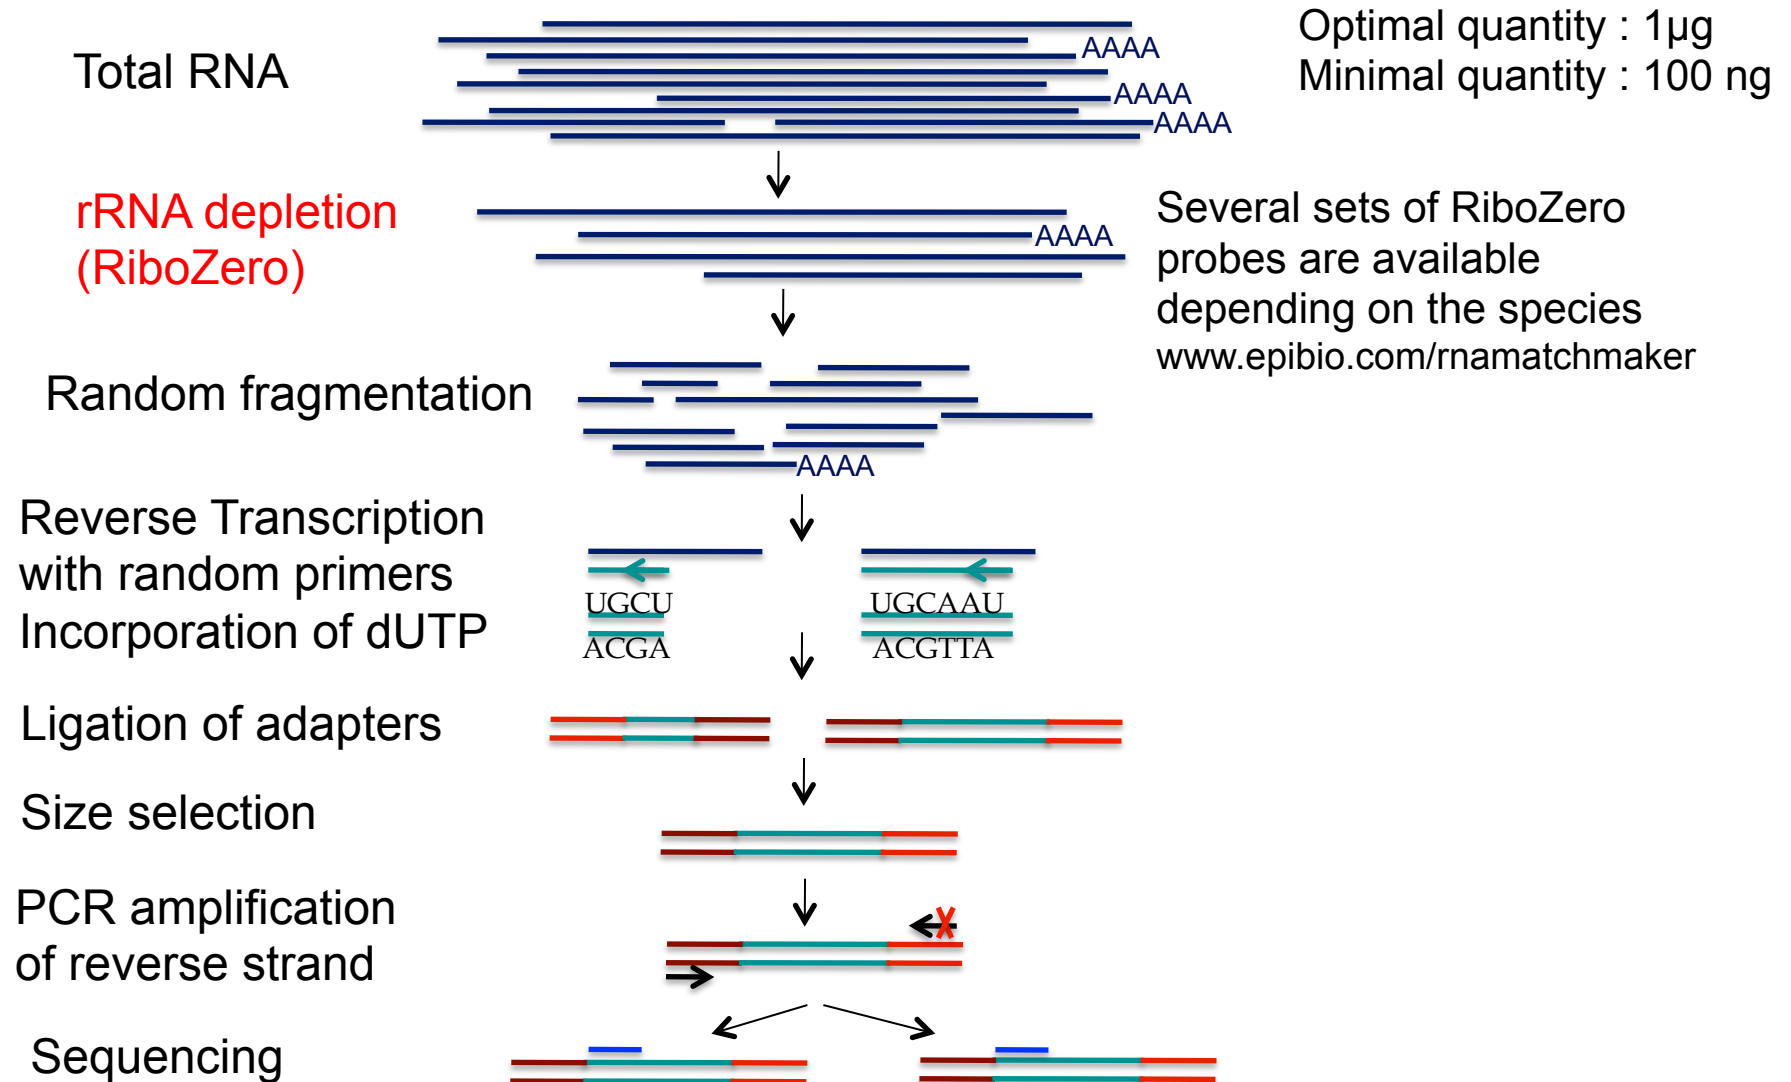 Total RNA
AAAA
AAAA
AAAA
Optimal quantity : 1µg
Minimal quantity : 100 ng
rRNA depletion
(RiboZero)
AAAA
Several sets of RiboZero
probes are available
depending on the species
www.epibio.com/rnamatchmaker
Random fragmentation
AAAA
Reverse Transcription
with random primers
Incorporation of dUTP
UGCU
UGCAAU
ACGA
ACGTTA
Ligation of adapters
Size selection
PCR amplification
of reverse strand
X
Sequencing